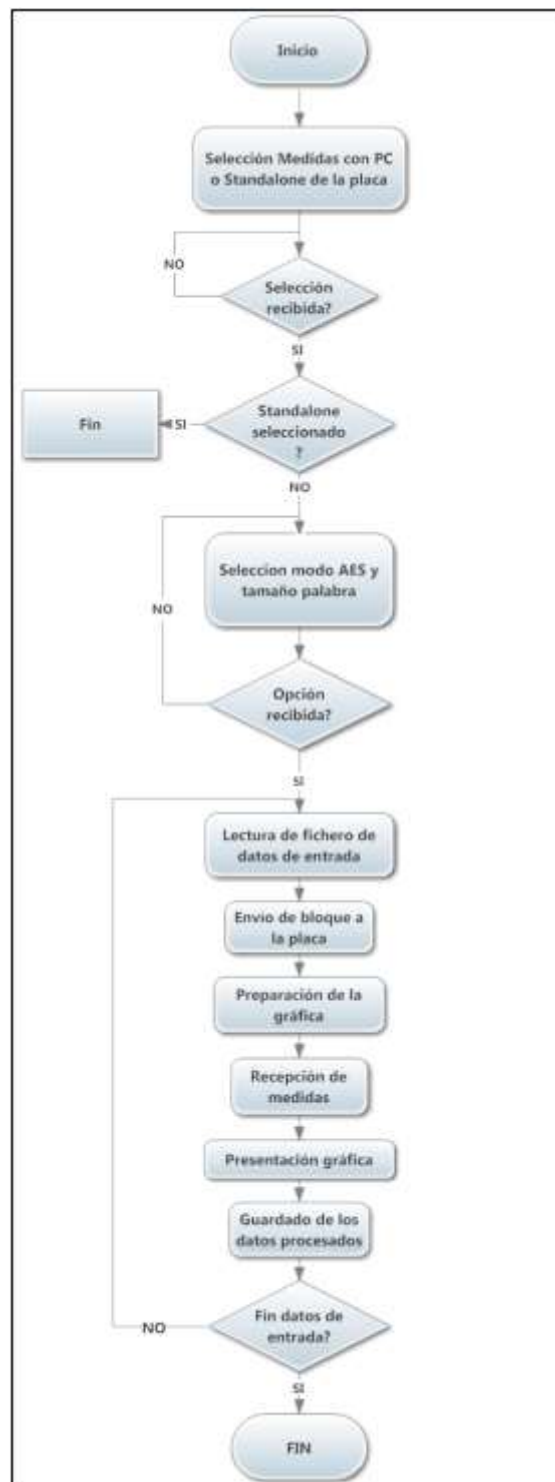 Inicio
Selección Medidas con PC
o Standalone de la placa
NO
Selección
recibida?
SI
Standalone
seleccionado
?
SI
Fin
NO
Seleccion modo AES y
tamaño palabra
NO
Opción
recibida?
SI
Lectura de fichero de
datos de entrada
Envio de bloque a
la placa
Preparación de la
gráfica
Recepción de
medidas
Presentación gráfica
Guardado de los
datos procesados
Fin datos de
entrada?
NO
SI
FIN